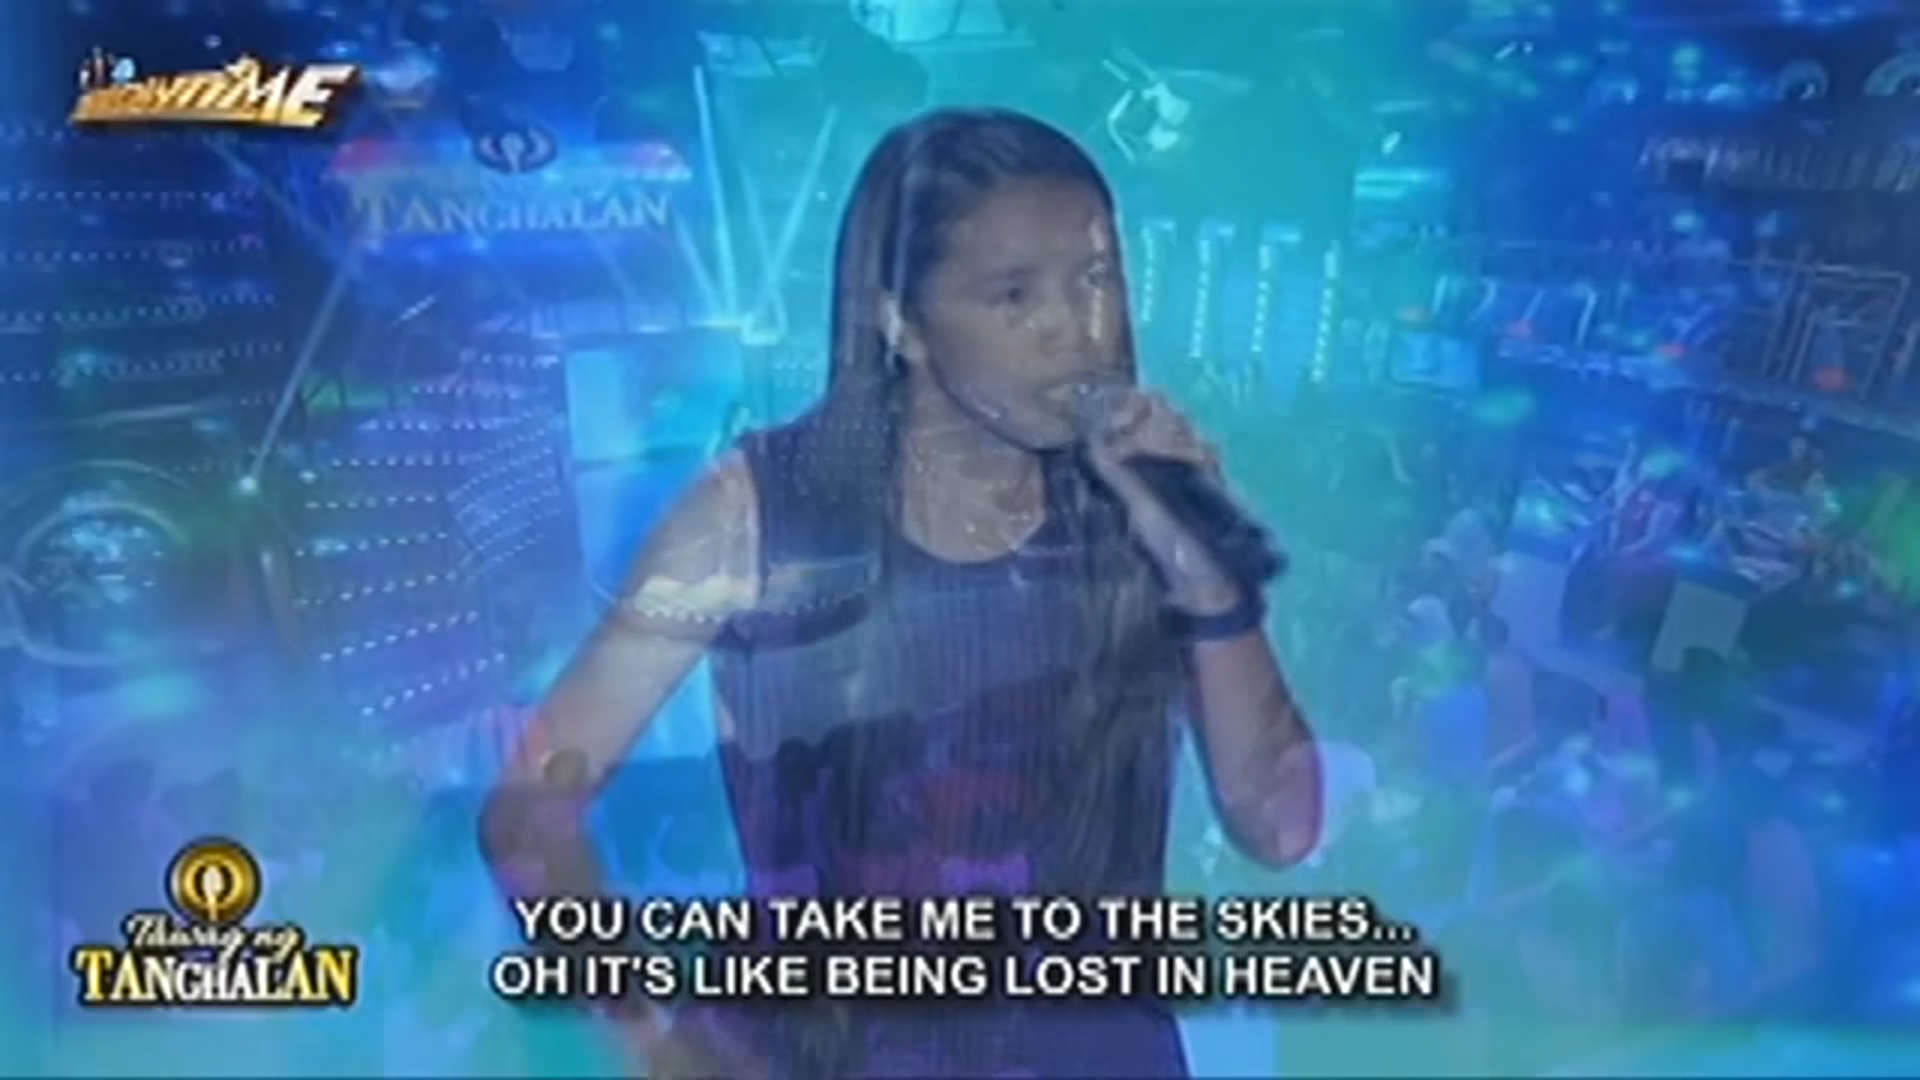 SHOWTIME
TANGHALAN
Tawag ng
TANGHALAN
YOU CAN TAKE ME TO THE SKIES...
OH IT'S LIKE BEING LOST IN HEAVEN